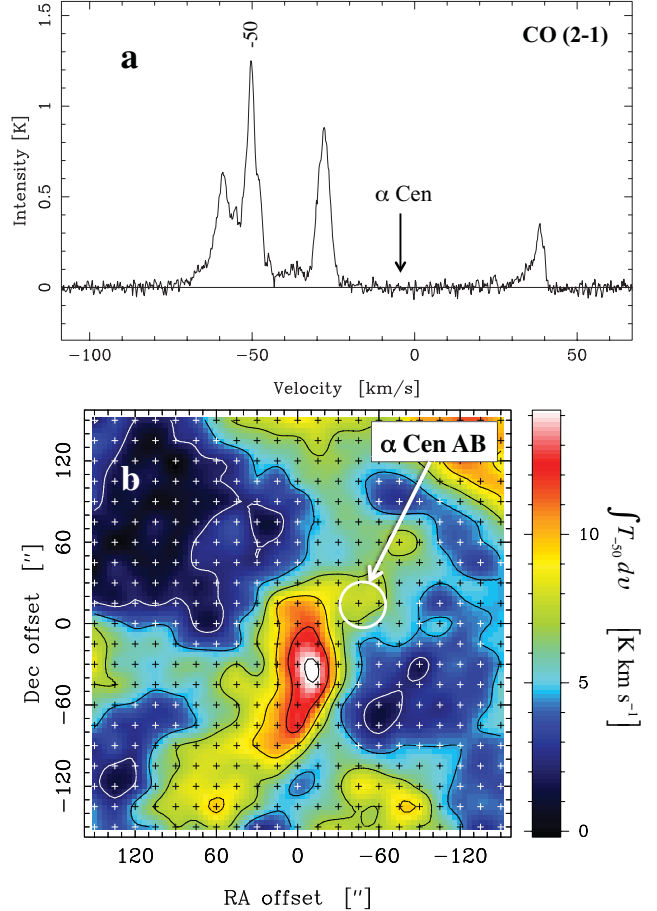 1.5
1
0.5
0
Intensity [K]
a
-50
CO (2-1)
α Cen
−100
−50
0
50
Velocity [km/s]
b
α Cen AB
120
60
0
−60
−120
Dec offset ["]
120
60
0
−60
−120
RA offset ["]
10
5
0
∫T₋₅₀dv [K km s⁻¹]